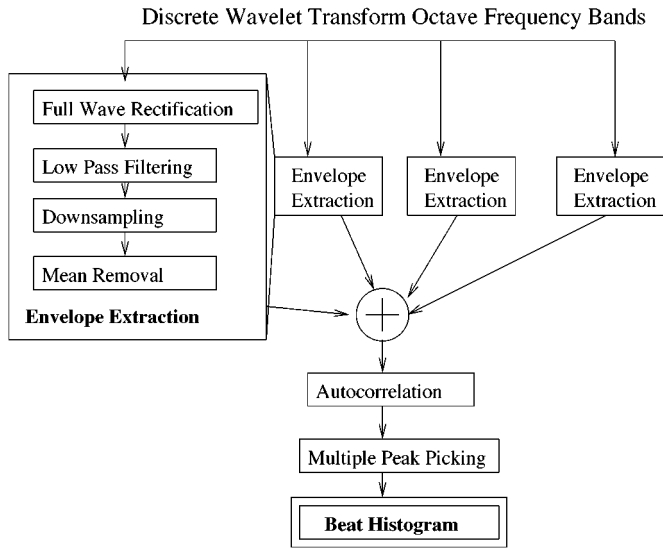 Discrete Wavelet Transform Octave Frequency Bands
Full Wave Rectification
Low Pass Filtering
Downsampling
Mean Removal
Envelope Extraction
Envelope
Extraction
Envelope
Extraction
Envelope
Extraction
Autocorrelation
Multiple Peak Picking
Beat Histogram